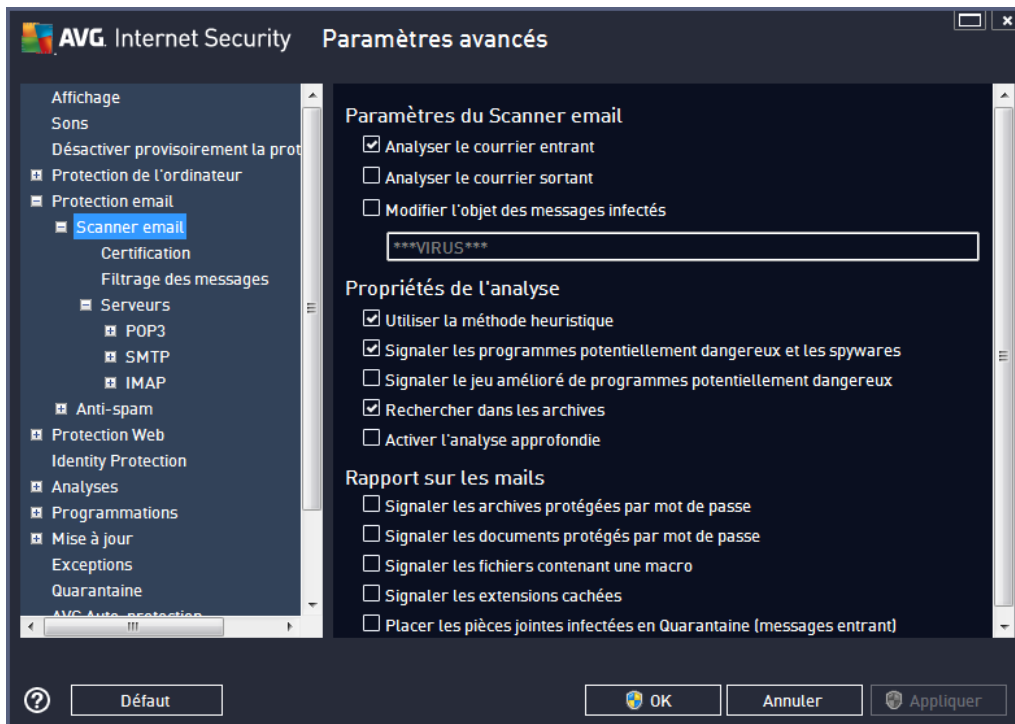 AVG. Internet Security Paramètres avancés
Affichage
Sons
Désactiver provisoirement la prot
Protection de l'ordinateur
Protection email
Scanner email
Certification
Filtrage des messages
Serveurs
POP3
SMTP
IMAP
Anti-spam
Protection Web
Identity Protection
Analyses
Programmations
Mise à jour
Exceptions
Quarantaine
AVG Auto-protection
Paramètres du Scanner email
Analyser le courrier entrant
Analyser le courrier sortant
Modifier l'objet des messages infectés
***VIRUS***
Propriétés de l'analyse
Utiliser la méthode heuristique
Signaler les programmes potentiellement dangereux et les spywares
Signaler le jeu amélioré de programmes potentiellement dangereux
Rechercher dans les archives
Activer l'analyse approfondie
Rapport sur les mails
Signaler les archives protégées par mot de passe
Signaler les documents protégés par mot de passe
Signaler les fichiers contenant une macro
Signaler les extensions cachées
Placer les pièces jointes infectées en Quarantaine (messages entrant)
Défaut
OK
Annuler
Appliquer